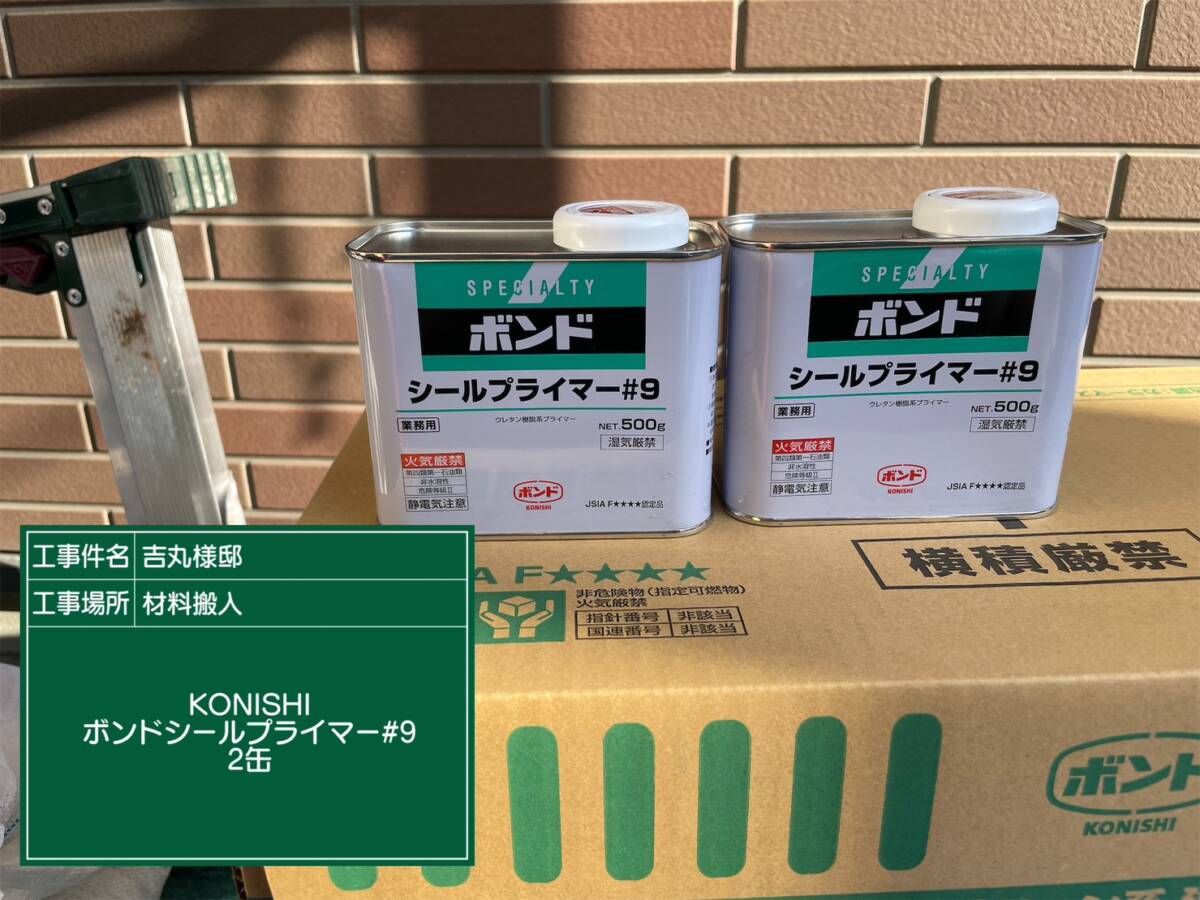 SPECIALTY
ボンド
シールプライマー#9
ウレタン樹脂系プライマー
業務用
NET.500g
湿気厳禁
火気厳禁
第四類第一石油類
非水溶性
危険等級Ⅱ
静電気注意
ボンド
KONISHI
JSIA F★★★★認定品
SPECIALTY
ボンド
シールプライマー#9
ウレタン樹脂系プライマー
業務用
NET.500g
湿気厳禁
火気厳禁
第四類第一石油類
非水溶性
危険等級Ⅱ
静電気注意
ボンド
KONISHI
JSIA F★★★★認定品
工事件名 吉丸様邸
工事場所 材料搬入
KONISHI
ボンドシールプライマー#9
2缶
A F★★★★
非危険物(指定可燃物)
火気厳禁
指針番号 非該当
国連番号 非該当
横積厳禁
ボンド
KONISHI